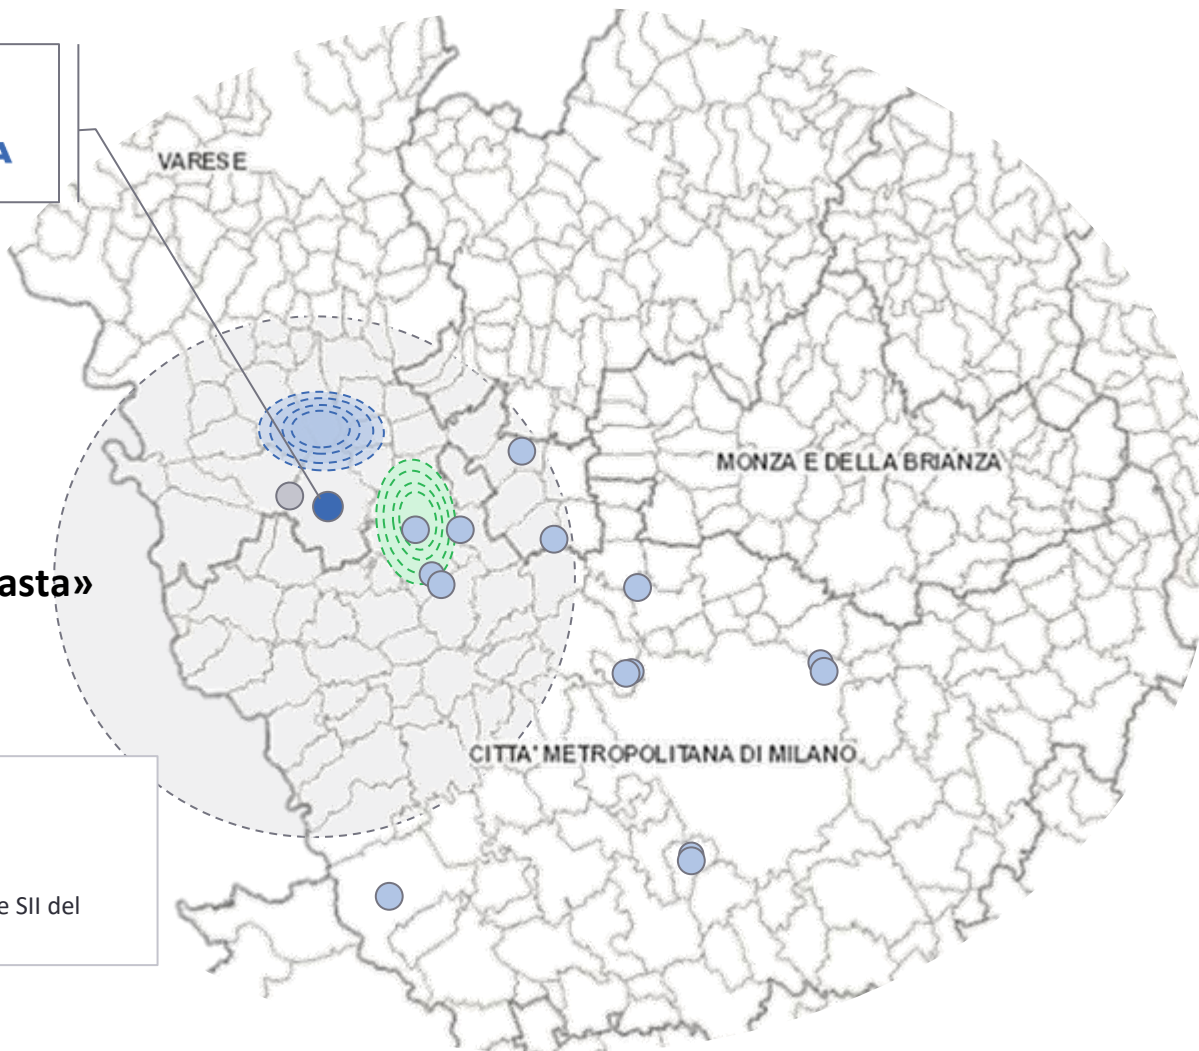 A
VARESE
MONZA E DELLA BRIANZA
asta»
CITTA' METROPOLITANA DI MILANO
e SII del